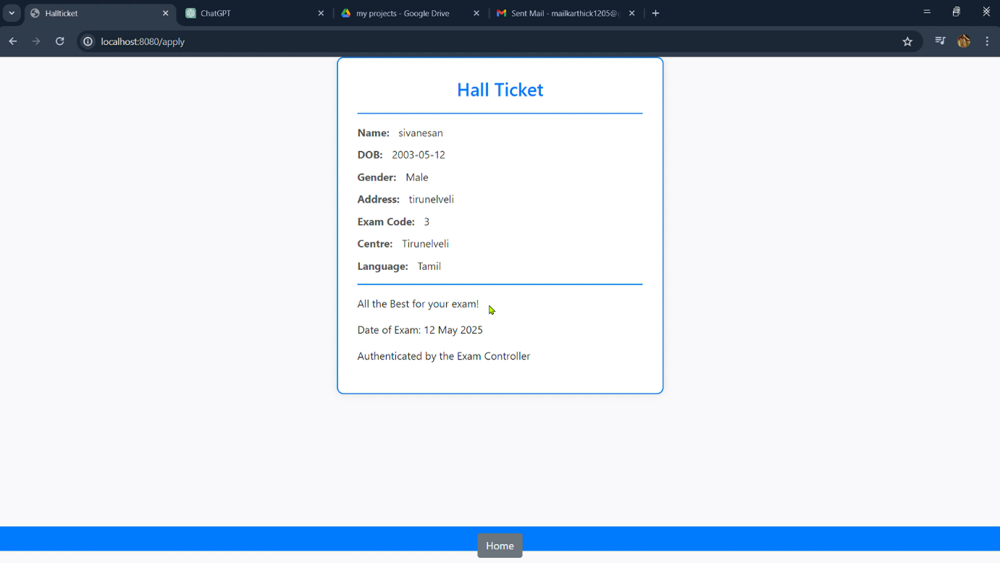 Hallticket
ChatGPT
my projects - Google Drive
Sent Mail - mailkarthick1205@g
localhost:8080/apply
Hall Ticket
Name: sivanesan
DOB: 2003-05-12
Gender: Male
Address: tirunelveli
Exam Code: 3
Centre: Tirunelveli
Language: Tamil
All the Best for your exam!
Date of Exam: 12 May 2025
Authenticated by the Exam Controller
Home